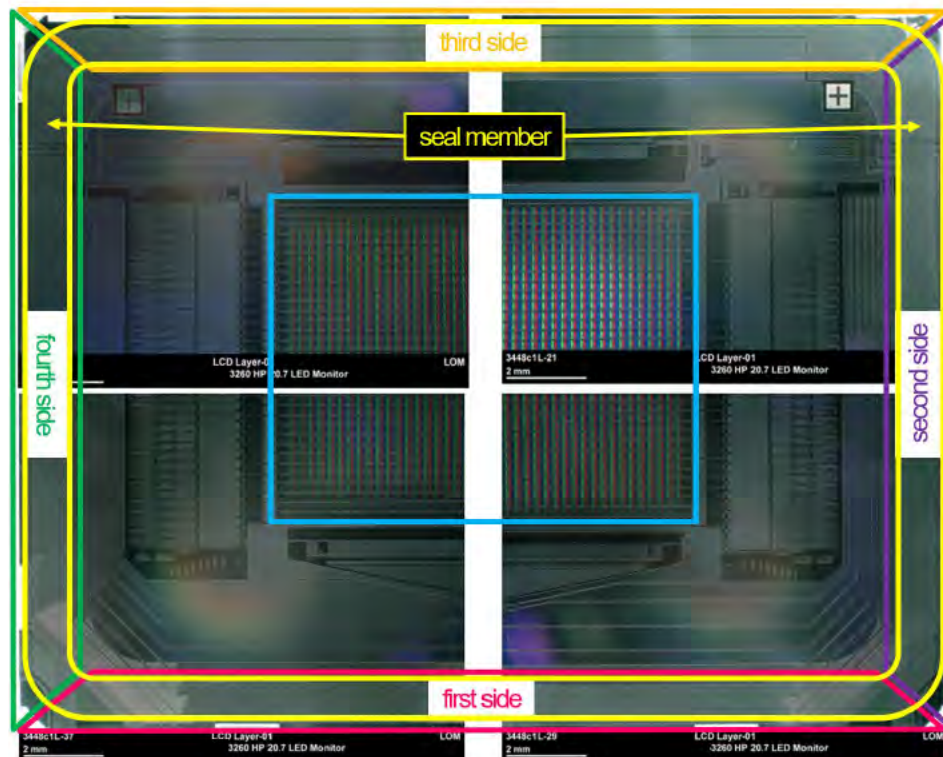 third side
seal member
fourth side
second side
LCD Layer-0
LOM
3260 HP 20.7 LED Monitor
3448c1L-21
2 mm
LCD Layer-01
3260 HP 20.7 LED Monitor
first side
3448c1L-37
2 mm
LCD Layer-01
LOM
3260 HP 20.7 LED Monitor
3448c1L-29
2 mm
LCD Layer-01
LOM
3260 HP 20.7 LED Monitor